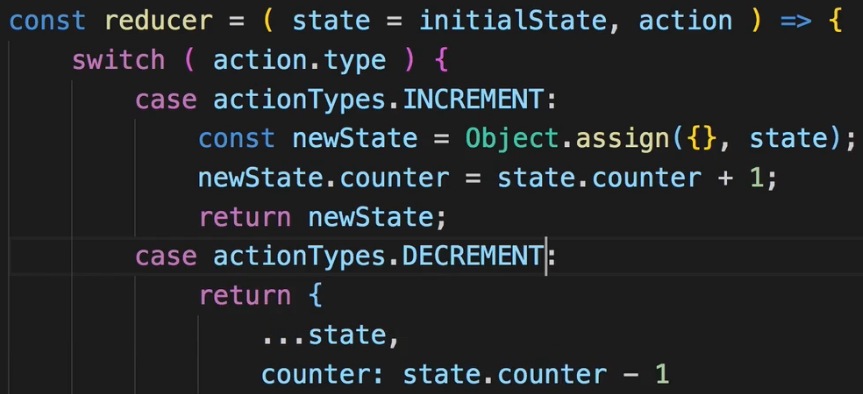 const reducer = ( state = initialState, action ) => {
switch ( action.type ) {
case actionTypes.INCREMENT:
const newState = Object.assign({}, state);
newState.counter = state.counter + 1;
return newState;
case actionTypes.DECREMENT:
return {
...state,
counter: state.counter - 1